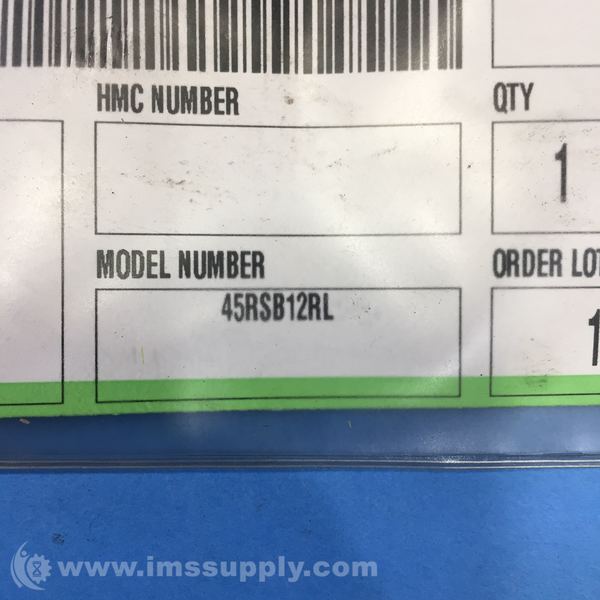 HMC NUMBER
QTY
1
MODEL NUMBER
ORDER LOT
45RSB12RL
1
www.imssupply.com